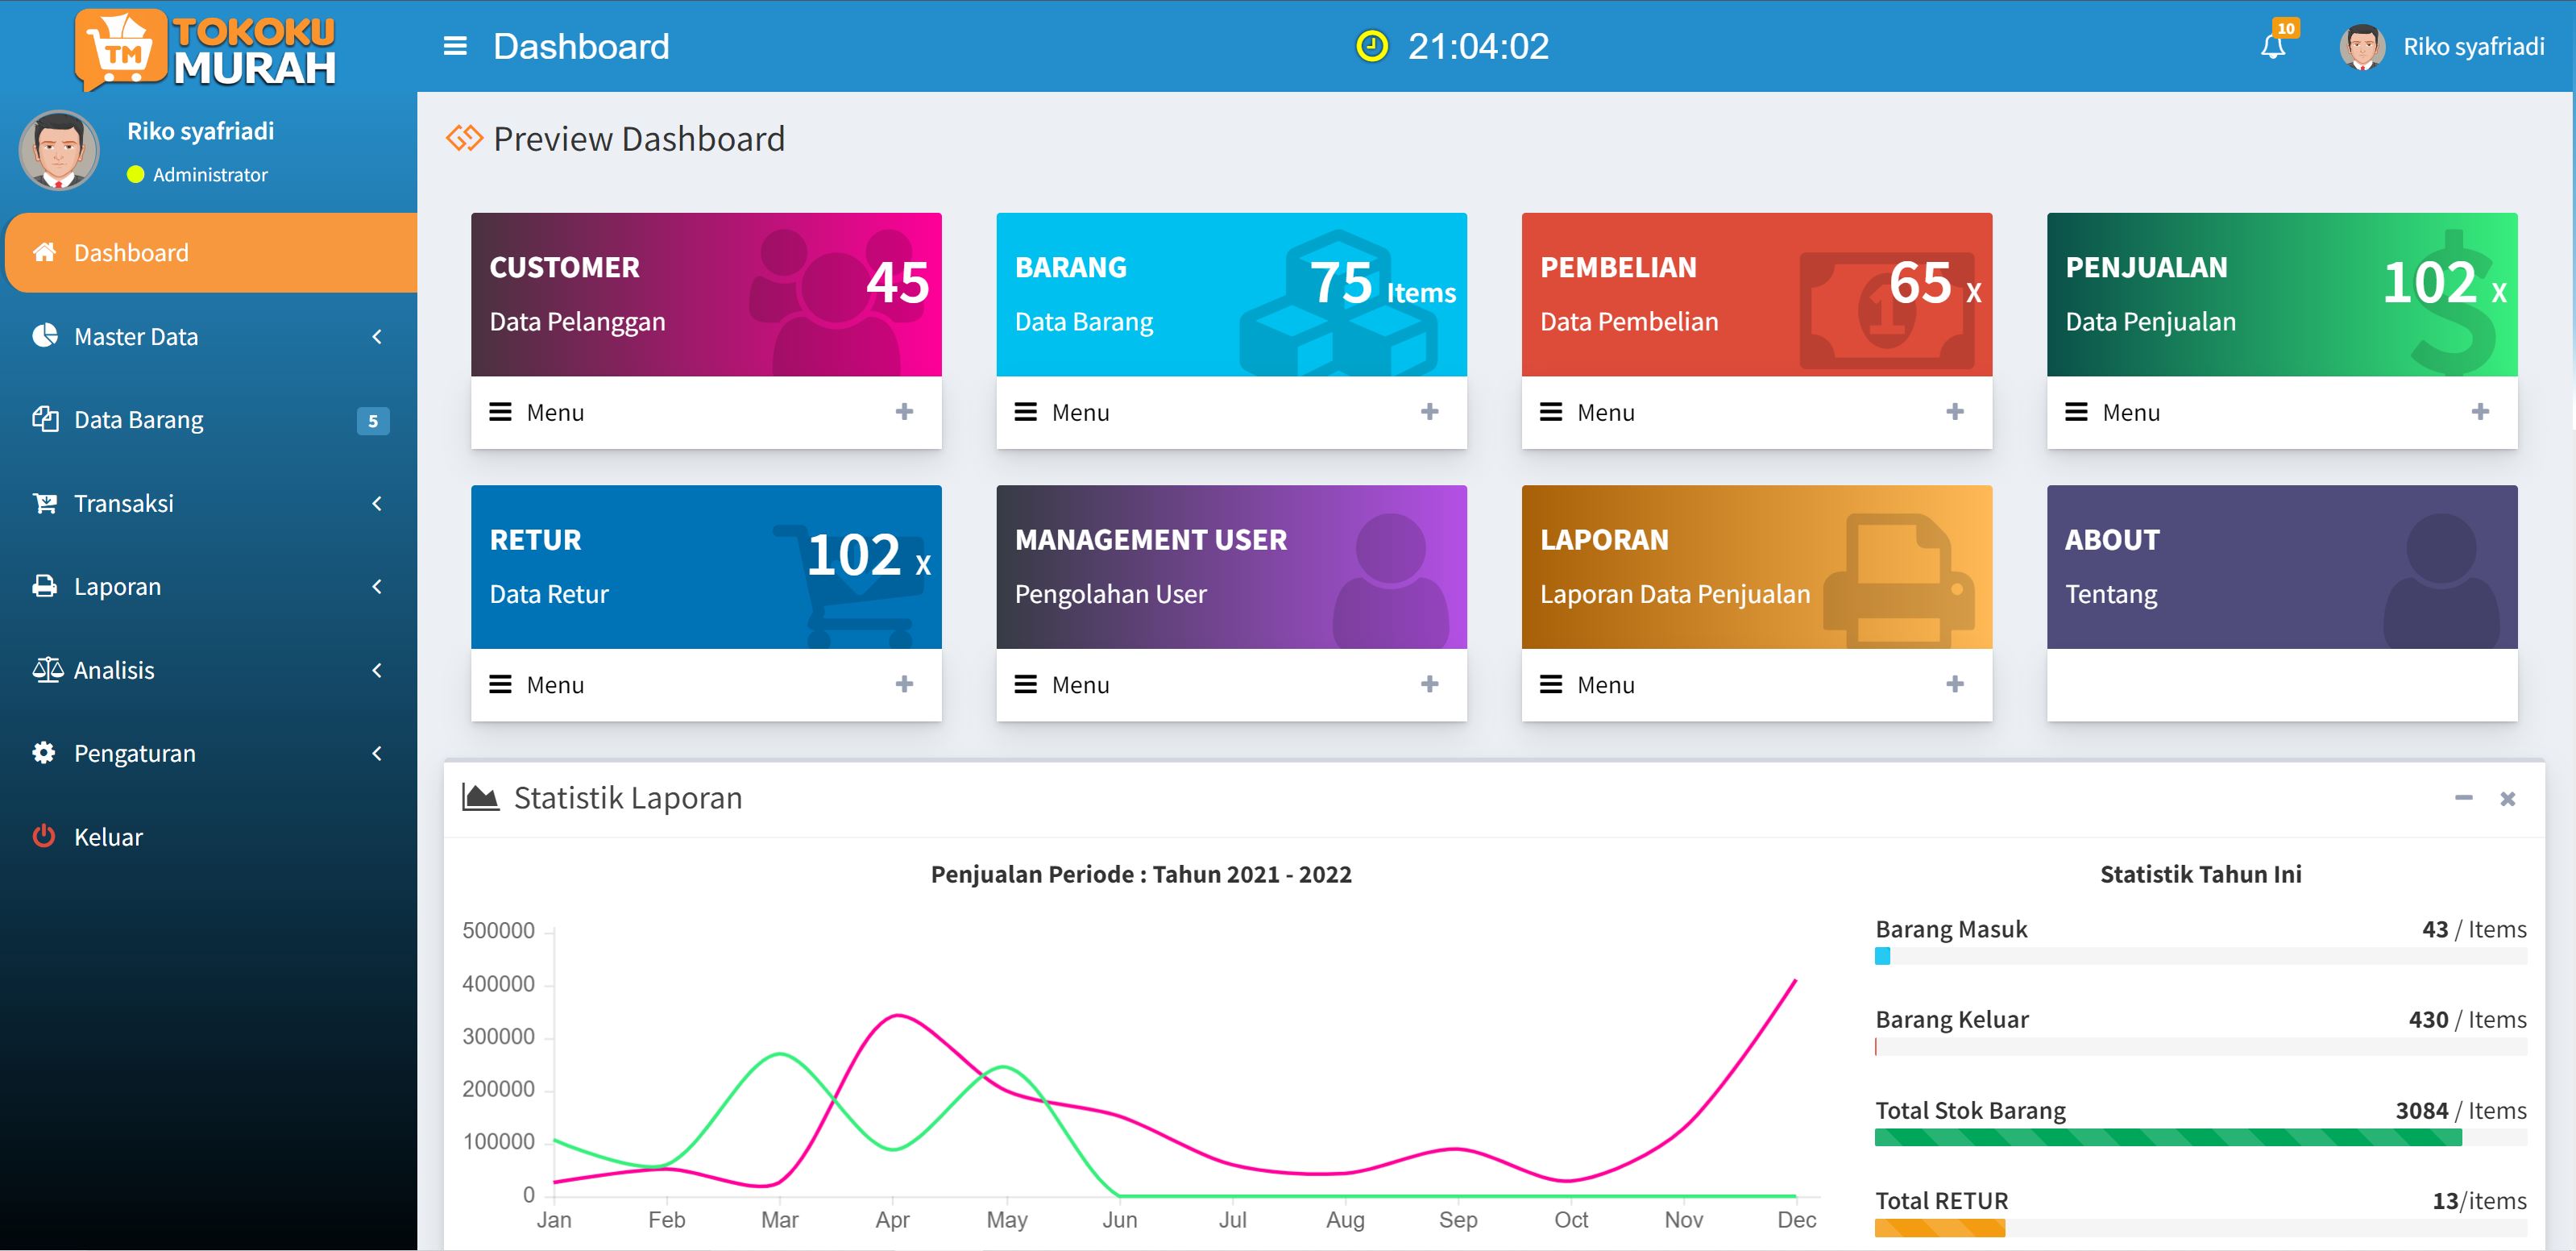 TM TOKOKU
MURAH
Dashboard
21:04:02
10
Riko syafriadi
Riko syafriadi
Administrator
Dashboard
Master Data
Data Barang 5
Transaksi
Laporan
Analisis
Pengaturan
Keluar
Preview Dashboard
CUSTOMER
45
Data Pelanggan
Menu
BARANG
75 Items
Data Barang
Menu
PEMBELIAN
65 x
Data Pembelian
1
Menu
PENJUALAN
102 x
Data Penjualan
$
Menu
RETUR
102 x
Data Retur
Menu
MANAGEMENT USER
Pengolahan User
Menu
LAPORAN
Laporan Data Penjualan
Menu
ABOUT
Tentang
Statistik Laporan
Penjualan Periode : Tahun 2021 - 2022
500000
400000
300000
200000
100000
0
Jan Feb Mar Apr May Jun Jul Aug Sep Oct Nov Dec
Statistik Tahun Ini
Barang Masuk 43 / Items
Barang Keluar 430 / Items
Total Stok Barang 3084 / Items
Total RETUR 13/items